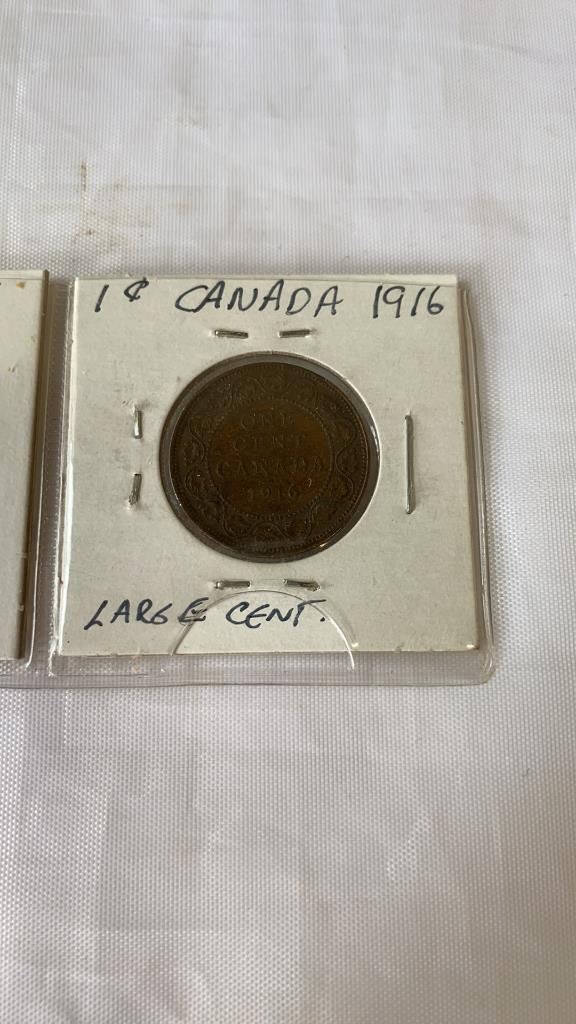 1¢ CANADA 1916
ONE
CENT
CANADA
1916
LARGE CENT.